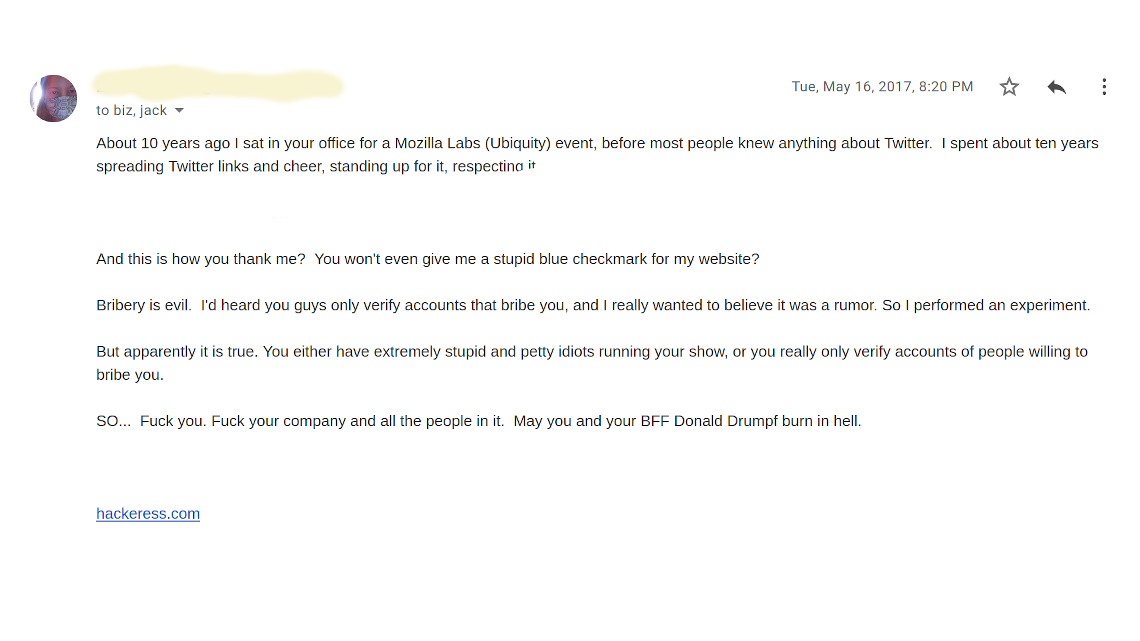 Tue, May 16, 2017, 8:20 PM
to biz, jack
About 10 years ago I sat in your office for a Mozilla Labs (Ubiquity) event, before most people knew anything about Twitter.  I spent about ten years
spreading Twitter links and cheer, standing up for it, respecting it
And this is how you thank me?  You won't even give me a stupid blue checkmark for my website?
Bribery is evil.  I'd heard you guys only verify accounts that bribe you, and I really wanted to believe it was a rumor. So I performed an experiment.
But apparently it is true. You either have extremely stupid and petty idiots running your show, or you really only verify accounts of people willing to
bribe you.
SO...  Fuck you. Fuck your company and all the people in it.  May you and your BFF Donald Drumpf burn in hell.
hackeress.com